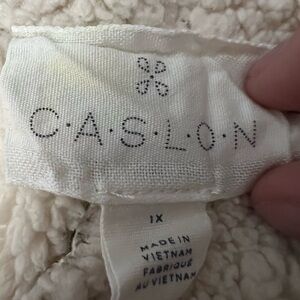 C·A·S·L·O·N
1X
MADE IN
VIETNAM
FABRIQUÉ
AU VIETNAM